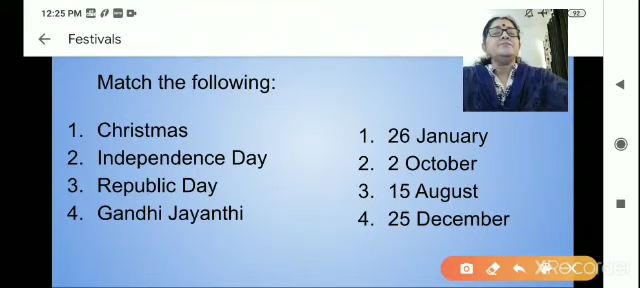 12:25 PM
92
Festivals
Match the following:
1. Christmas
2. Independence Day
3. Republic Day
4. Gandhi Jayanthi
1. 26 January
2. 2 October
3. 15 August
4. 25 December
XRecorder